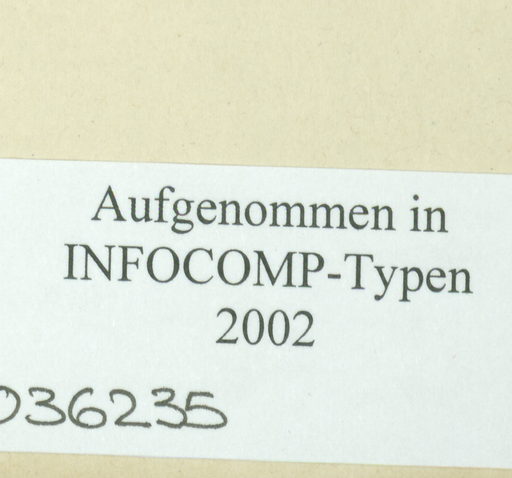 Aufgenommen in
INFOCOMP-Typen
2002
036235